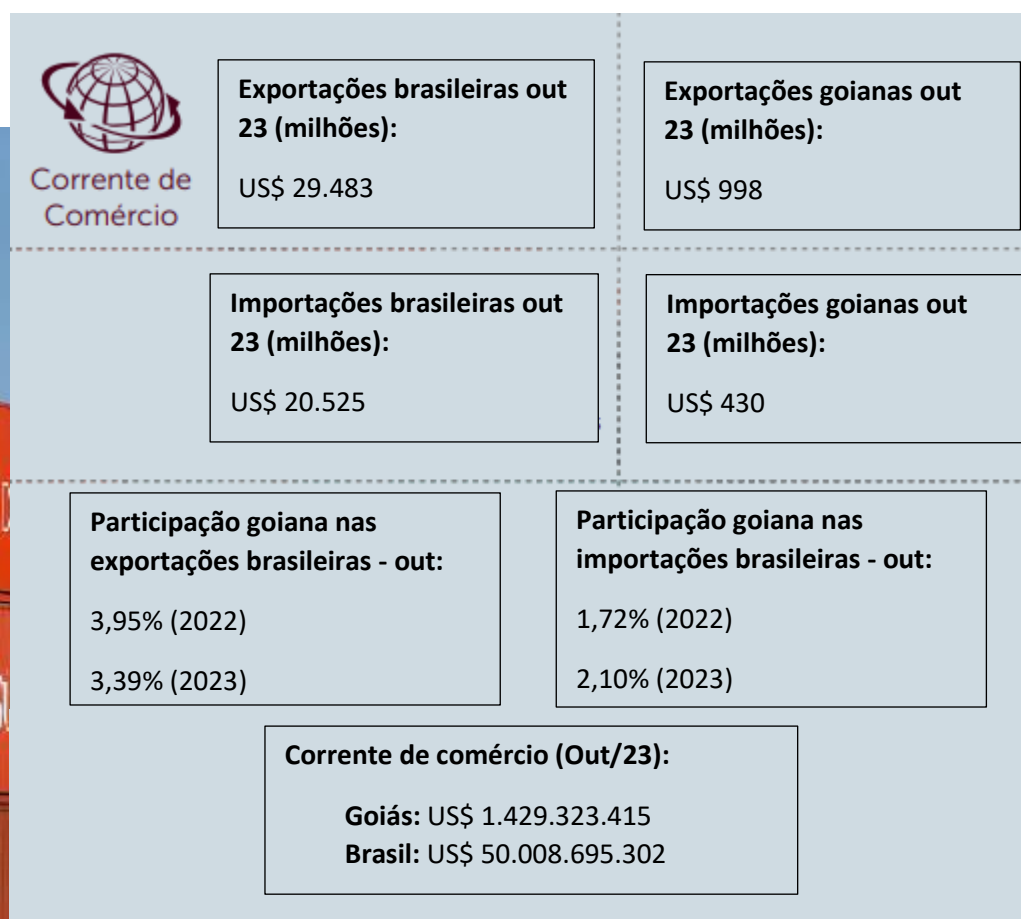 Corrente de
Comércio
Exportações brasileiras out
23 (milhões):
US$ 29.483
Exportações goianas out
23 (milhões):
US$ 998
Importações brasileiras out
23 (milhões):
US$ 20.525
Importações goianas out
23 (milhões):
US$ 430
Participação goiana nas
exportações brasileiras - out:
3,95% (2022)
3,39% (2023)
Participação goiana nas
importações brasileiras - out:
1,72% (2022)
2,10% (2023)
Corrente de comércio (Out/23):
Goiás: US$ 1.429.323.415
Brasil: US$ 50.008.695.302